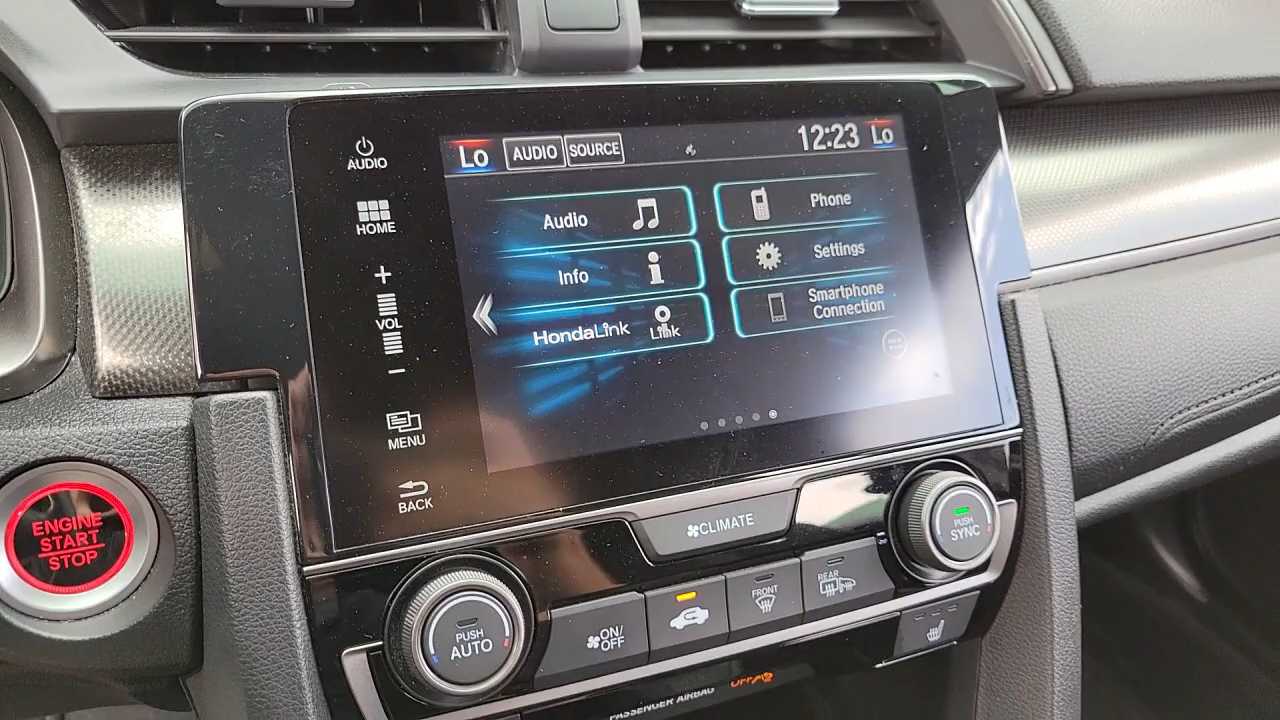 AUDIO
HOME
+
VOL
-
MENU
BACK
Lo
AUDIO
SOURCE
12:23
Lo
Audio
Phone
Info
Settings
HondaLink
Link
Smartphone
Connection
ENGINE
START
STOP
CLIMATE
PUSH
SYNC
PUSH
AUTO
ON/
OFF
FRONT
REAR
PASSENGER AIRBAG
OFF